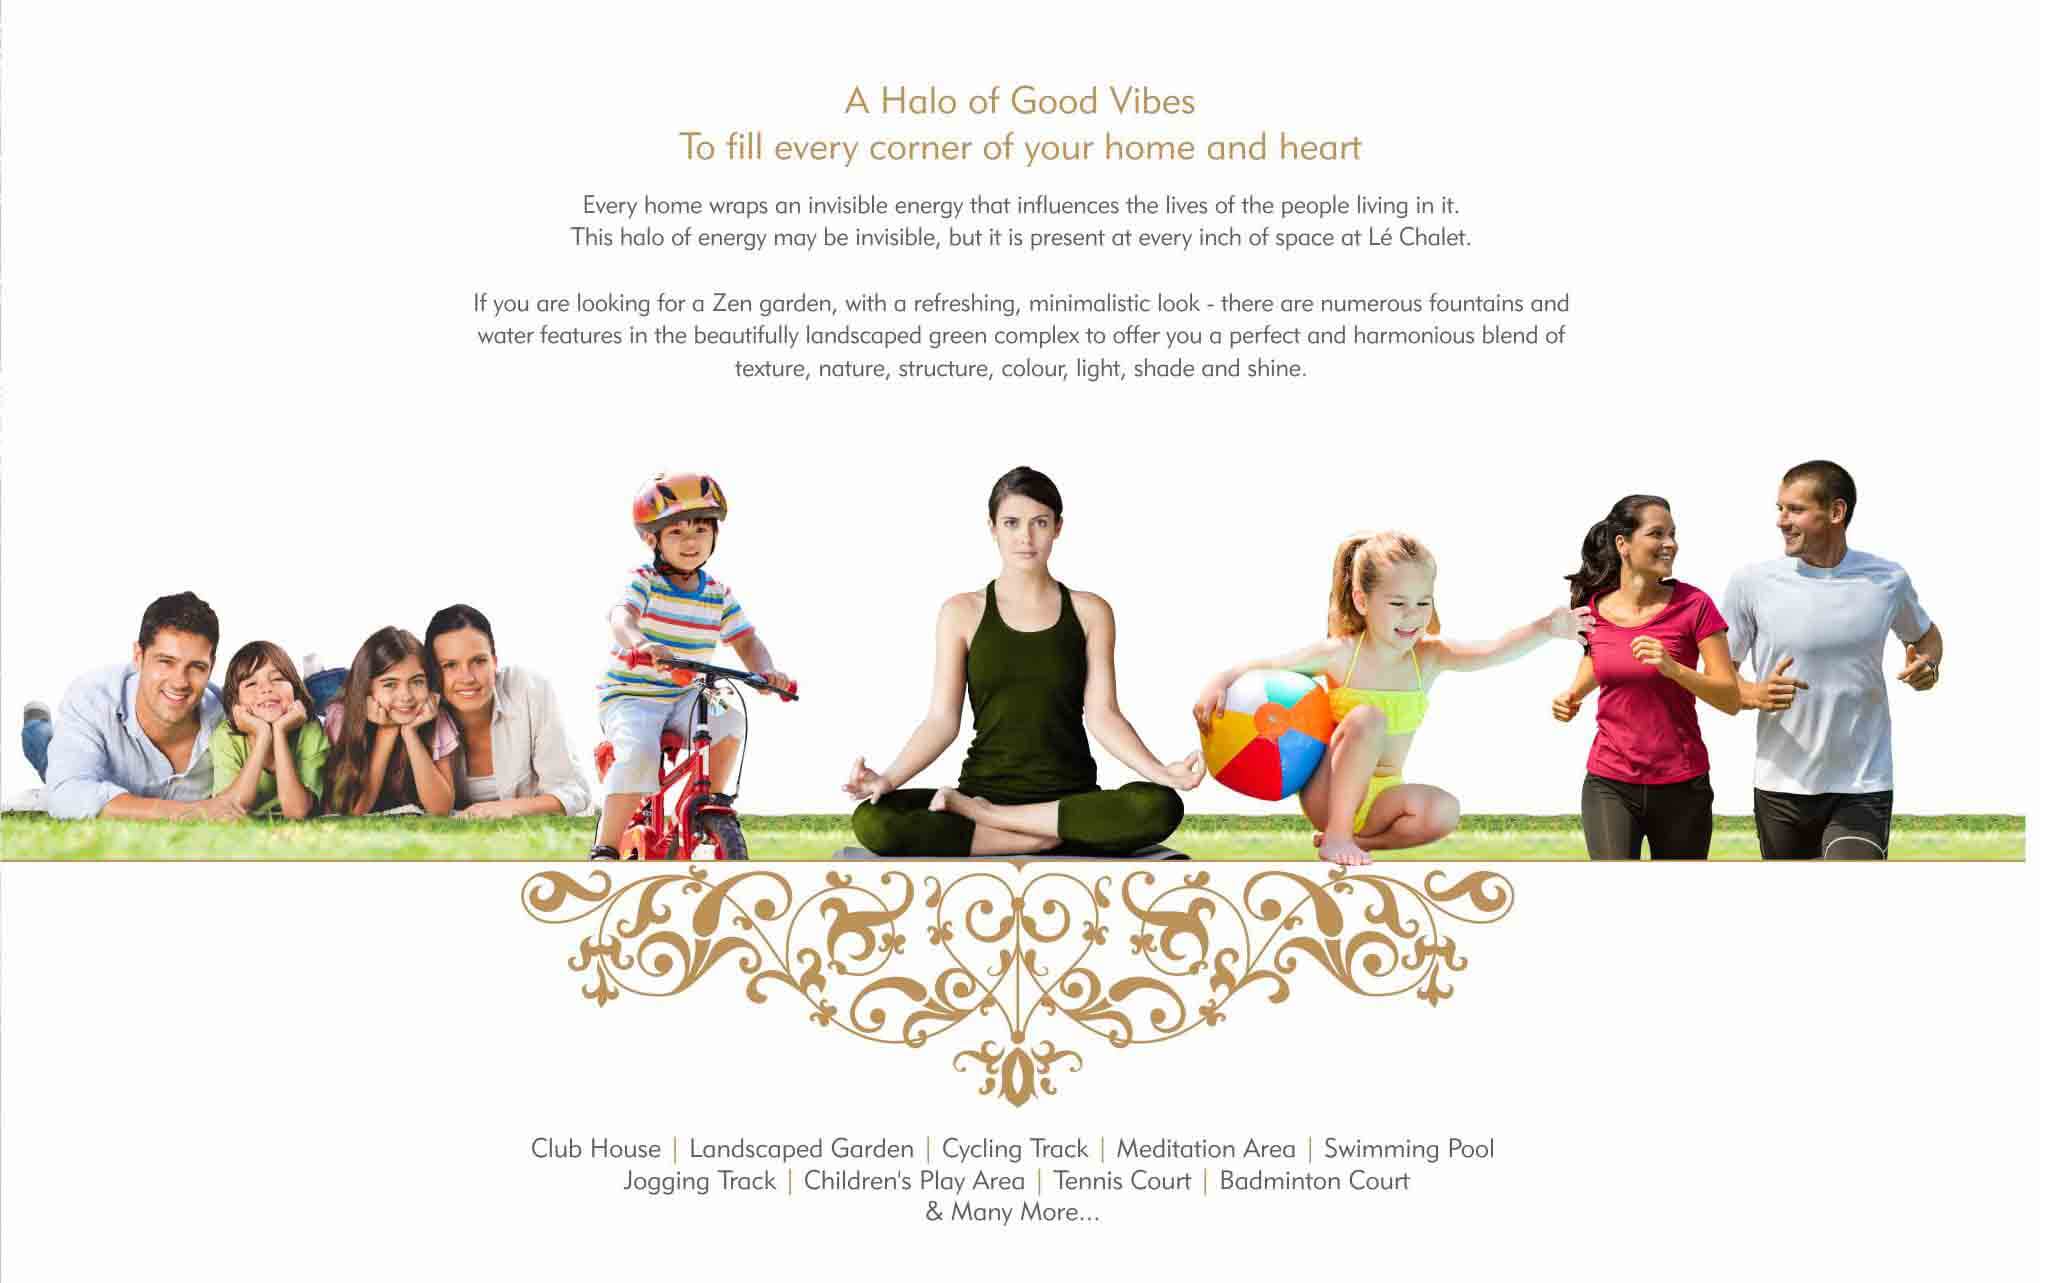 A Halo of Good Vibes
To fill every corner of your home and heart
Every home wraps an invisible energy that influences the lives of the people living in it.
This halo of energy may be invisible, but it is present at every inch of space at Lé Chalet.
If you are looking for a Zen garden, with a refreshing, minimalistic look - there are numerous fountains and
water features in the beautifully landscaped green complex to offer you a perfect and harmonious blend of
texture, nature, structure, colour, light, shade and shine.
Club House | Landscaped Garden | Cycling Track | Meditation Area | Swimming Pool
Jogging Track | Children's Play Area | Tennis Court | Badminton Court
& Many More...